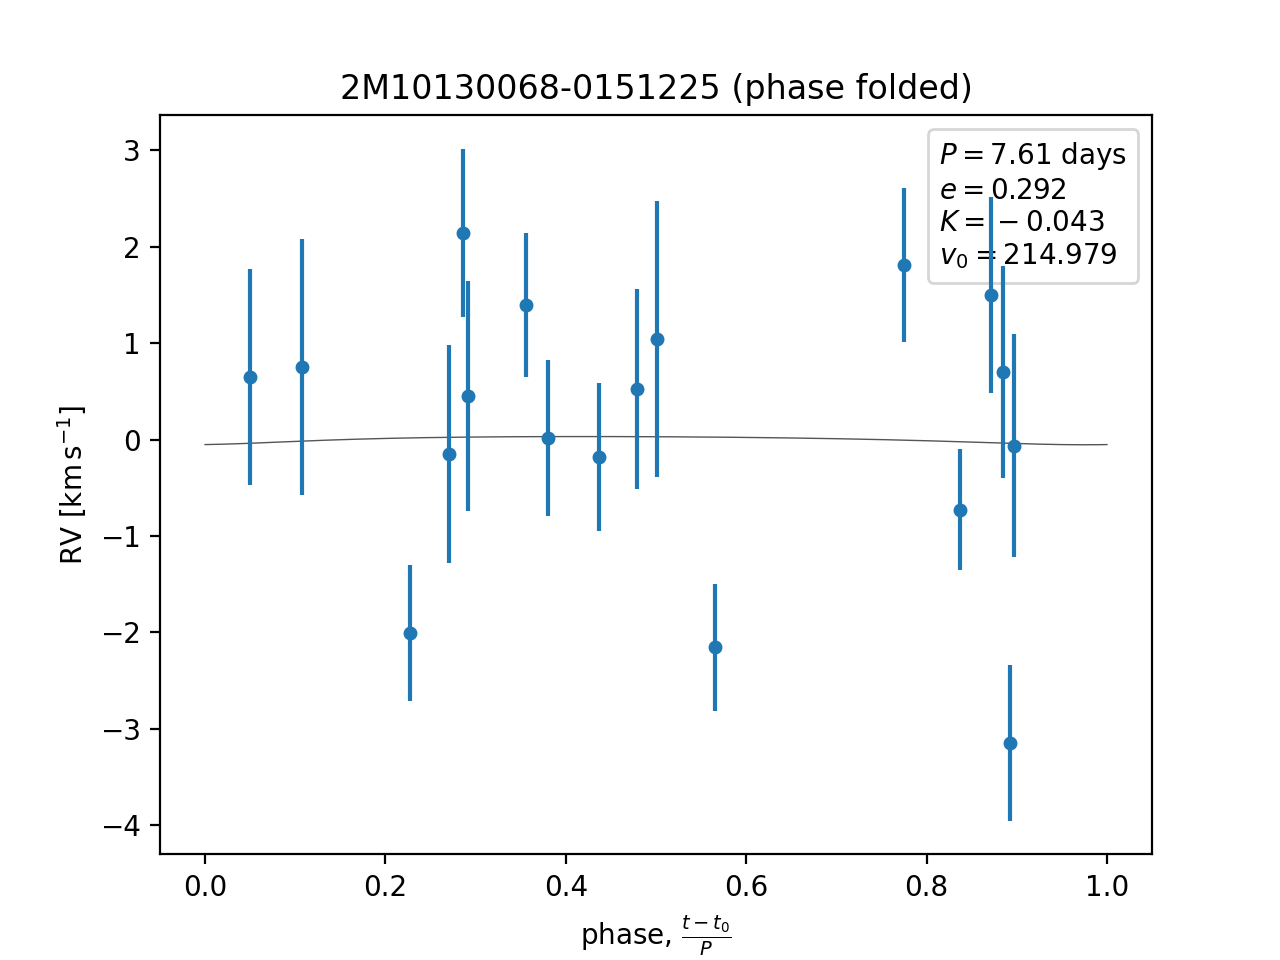 2M10130068-0151225 (phase folded)
P = 7.61 days
e = 0.292
K = −0.043
v₀ = 214.979
3
2
1
0
−1
−2
−3
−4
RV [km s⁻¹]
0.0 0.2 0.4 0.6 0.8 1.0
phase, (t − t₀)/P